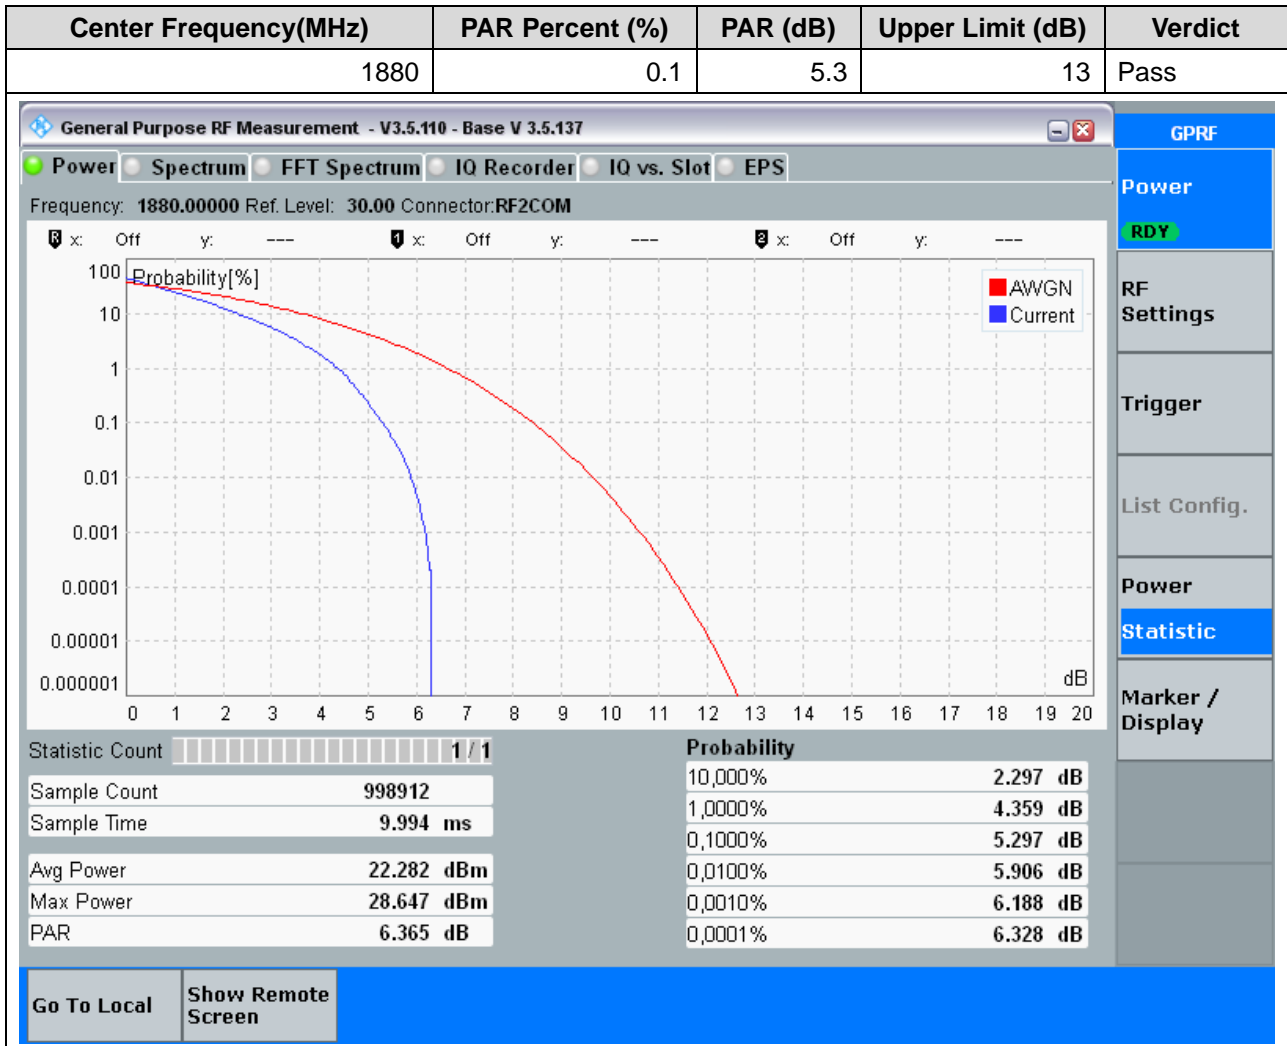 Center Frequency(MHz) PAR Percent (%) PAR (dB) Upper Limit (dB) Verdict
1880 0.1 5.3 13 Pass
General Purpose RF Measurement - V3.5.110 - Base V 3.5.137
GPRF
Power Spectrum FFT Spectrum IQ Recorder IQ vs. Slot EPS
Frequency: 1880.00000 Ref. Level: 30.00 Connector:RF2COM
R x: Off y: --- 1 x: Off y: --- 2 x: Off y: ---
Probability[%]
AWGN
Current
100
10
1
0.1
0.01
0.001
0.0001
0.00001
0.000001
dB
0 1 2 3 4 5 6 7 8 9 10 11 12 13 14 15 16 17 18 19 20
Statistic Count 1 / 1
Sample Count 998912
Sample Time 9.994 ms
Avg Power 22.282 dBm
Max Power 28.647 dBm
PAR 6.365 dB
Probability
10,000% 2.297 dB
1,0000% 4.359 dB
0,1000% 5.297 dB
0,0100% 5.906 dB
0,0010% 6.188 dB
0,0001% 6.328 dB
Power
RDY
RF
Settings
Trigger
List Config.
Power
Statistic
Marker /
Display
Go To Local
Show Remote
Screen